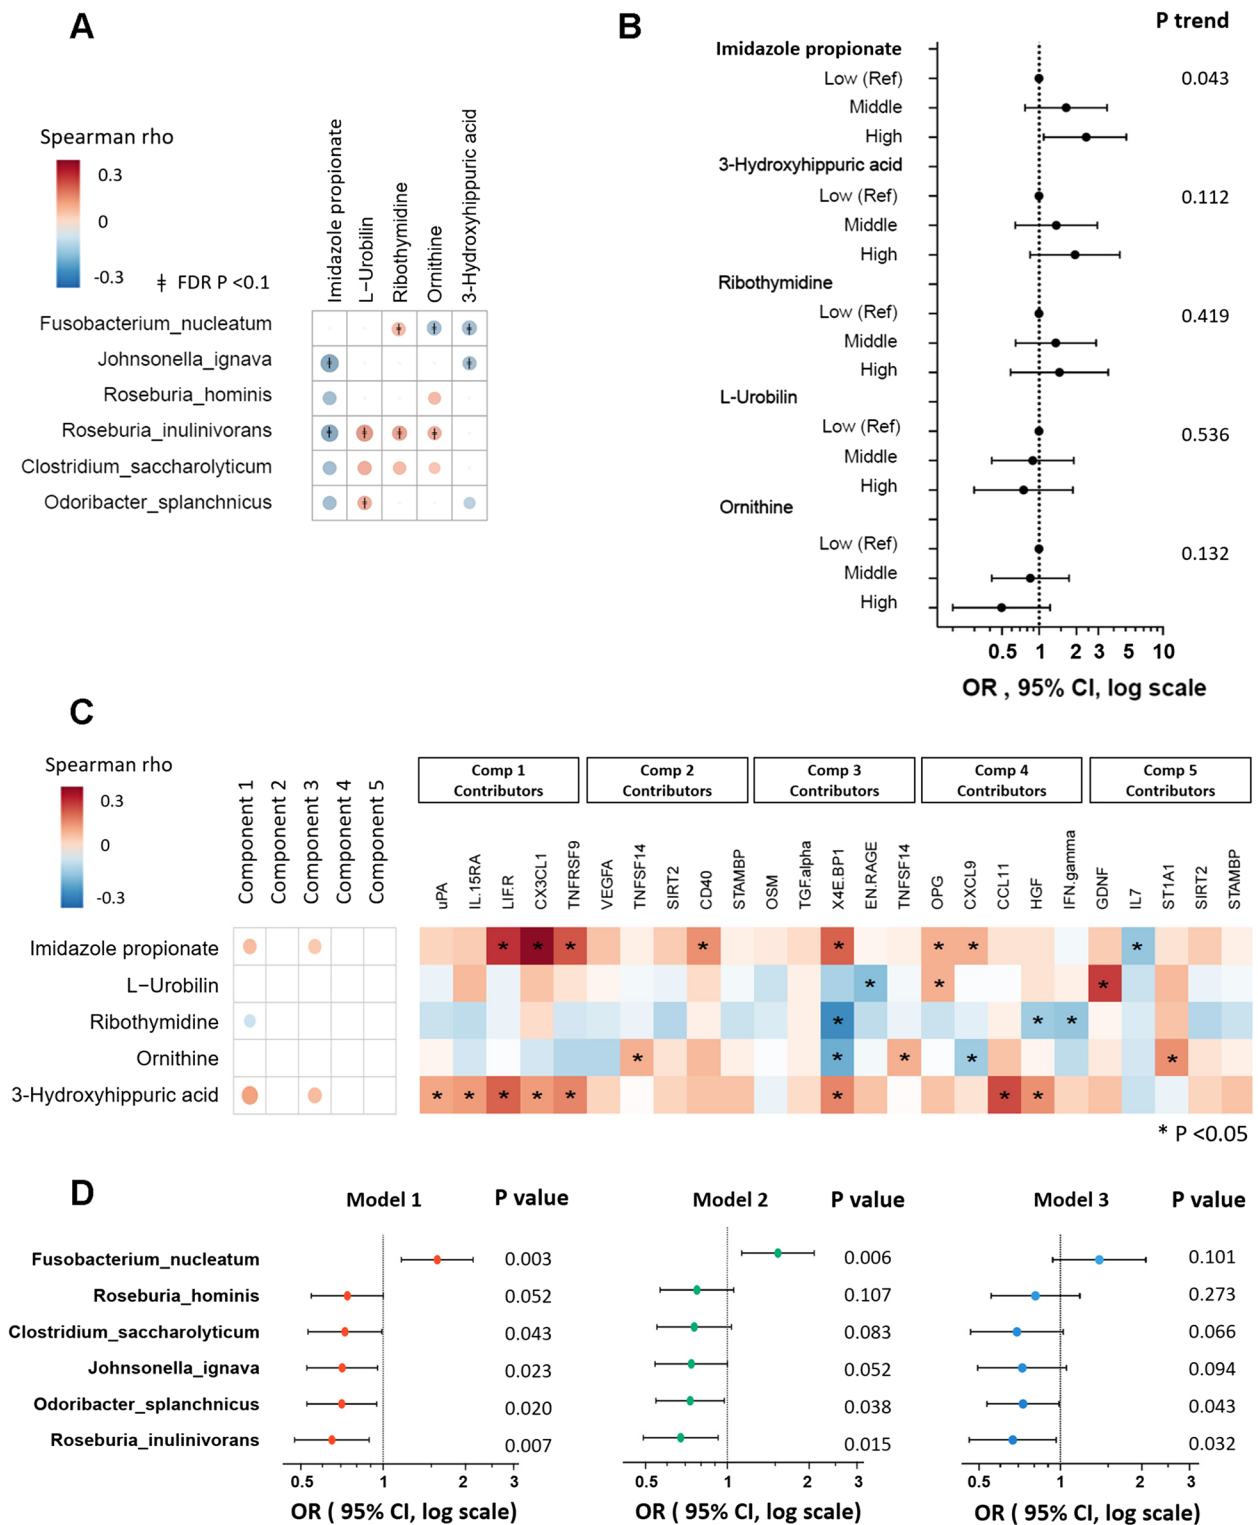 A
Spearman rho
0.3
0
-0.3
ǂ FDR P <0.1
Imidazole propionate
L−Urobilin
Ribothymidine
Ornithine
3-Hydroxyhippuric acid
Fusobacterium_nucleatum
Johnsonella_ignava
Roseburia_hominis
Roseburia_inulinivorans
Clostridium_saccharolyticum
Odoribacter_splanchnicus
B
P trend
Imidazole propionate
Low (Ref) 0.043
Middle
High
3-Hydroxyhippuric acid
Low (Ref) 0.112
Middle
High
Ribothymidine
Low (Ref) 0.419
Middle
High
L-Urobilin
Low (Ref) 0.536
Middle
High
Ornithine
Low (Ref) 0.132
Middle
High
0.5 1 2 3 5 10
OR , 95% CI, log scale
C
Spearman rho
0.3
0
-0.3
Component 1
Component 2
Component 3
Component 4
Component 5
Comp 1
Contributors
Comp 2
Contributors
Comp 3
Contributors
Comp 4
Contributors
Comp 5
Contributors
uPA
IL.15RA
LIF.R
CX3CL1
TNFRSF9
VEGFA
TNFSF14
SIRT2
CD40
STAMBP
OSM
TGF.alpha
X4E.BP1
EN.RAGE
TNFSF14
OPG
CXCL9
CCL11
HGF
IFN.gamma
GDNF
IL7
ST1A1
SIRT2
STAMBP
Imidazole propionate * * * * * * * *
L−Urobilin * * *
Ribothymidine * * *
Ornithine * * * * *
3-Hydroxyhippuric acid * * * * * * * *
* P <0.05
D
Model 1 P value
Model 2 P value
Model 3 P value
Fusobacterium_nucleatum 0.003 0.006 0.101
Roseburia_hominis 0.052 0.107 0.273
Clostridium_saccharolyticum 0.043 0.083 0.066
Johnsonella_ignava 0.023 0.052 0.094
Odoribacter_splanchnicus 0.020 0.038 0.043
Roseburia_inulinivorans 0.007 0.015 0.032
0.5 1 2 3
0.5 1 2 3
0.5 1 2 3
OR ( 95% CI, log scale)
OR ( 95% CI, log scale)
OR ( 95% CI, log scale)